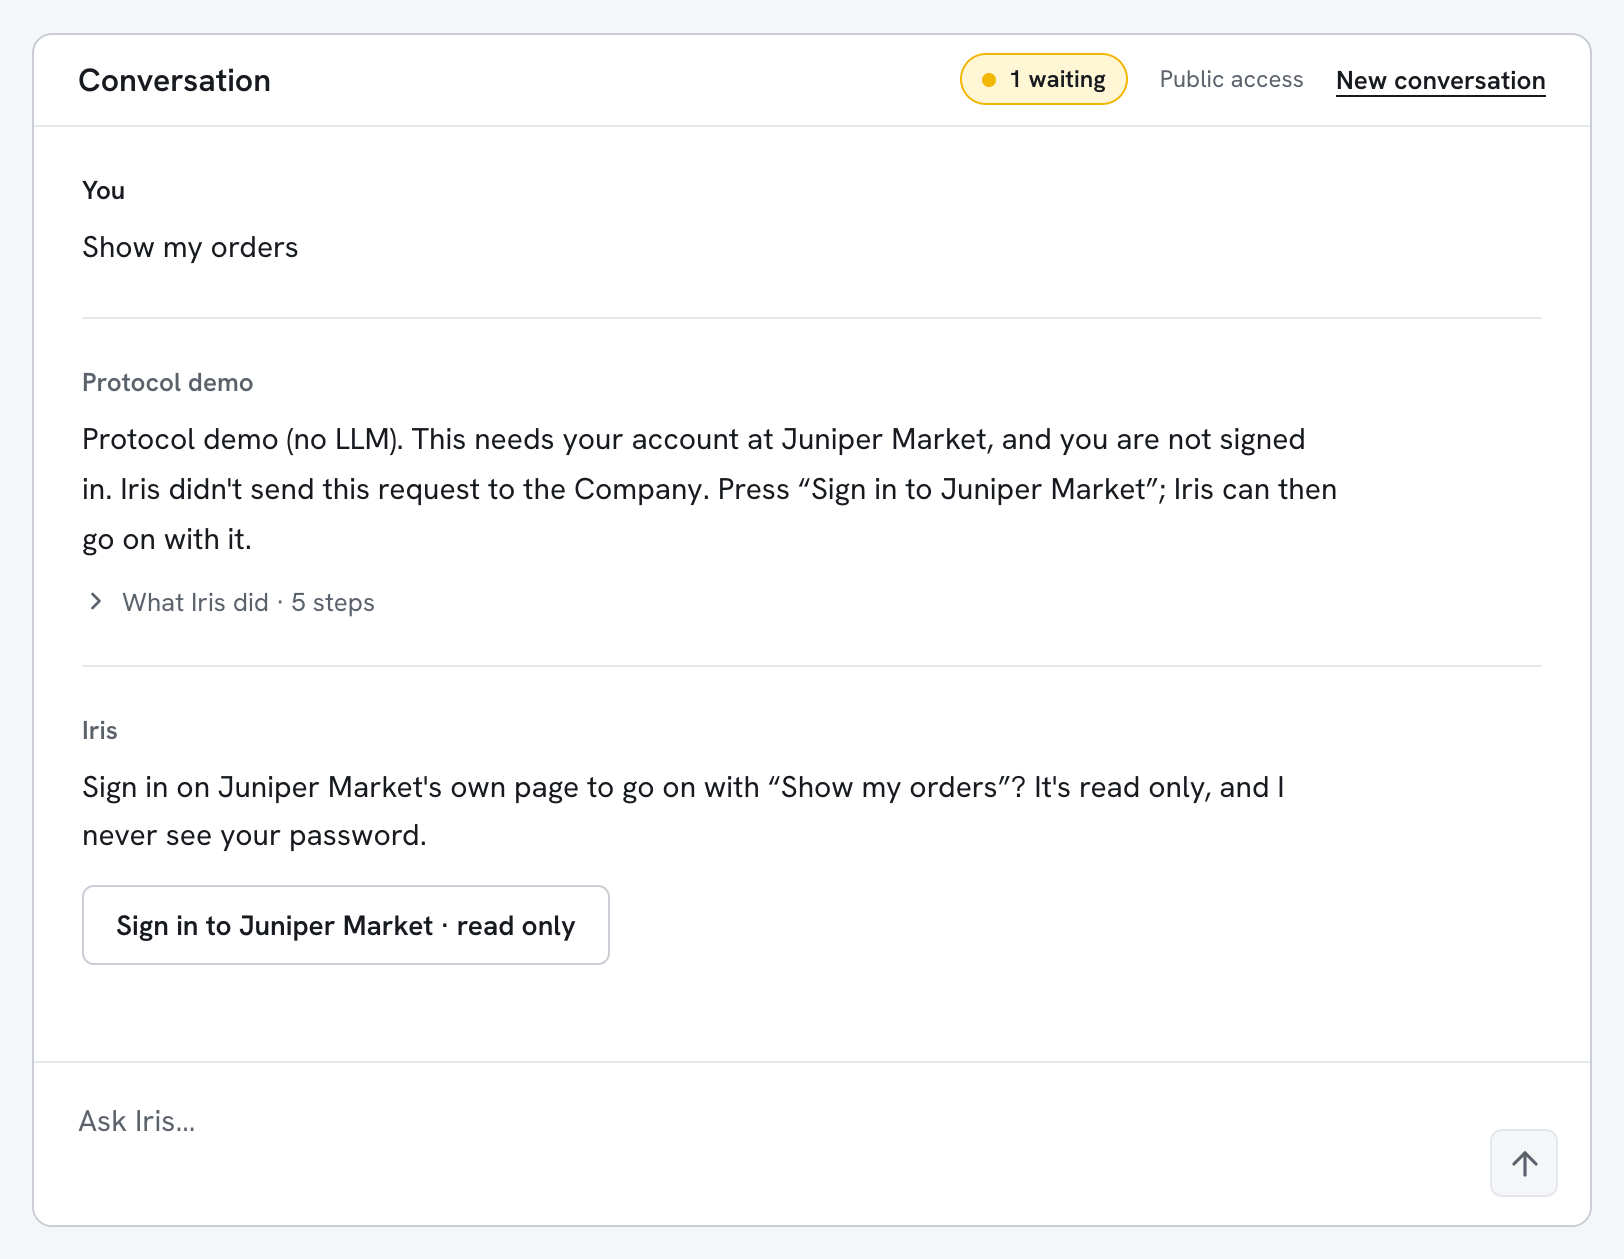 Conversation
1 waiting
Public access
New conversation
You
Show my orders
Protocol demo
Protocol demo (no LLM). This needs your account at Juniper Market, and you are not signed
in. Iris didn't send this request to the Company. Press “Sign in to Juniper Market”; Iris can then
go on with it.
What Iris did · 5 steps
Iris
Sign in on Juniper Market's own page to go on with “Show my orders”? It's read only, and I
never see your password.
Sign in to Juniper Market · read only
Ask Iris...